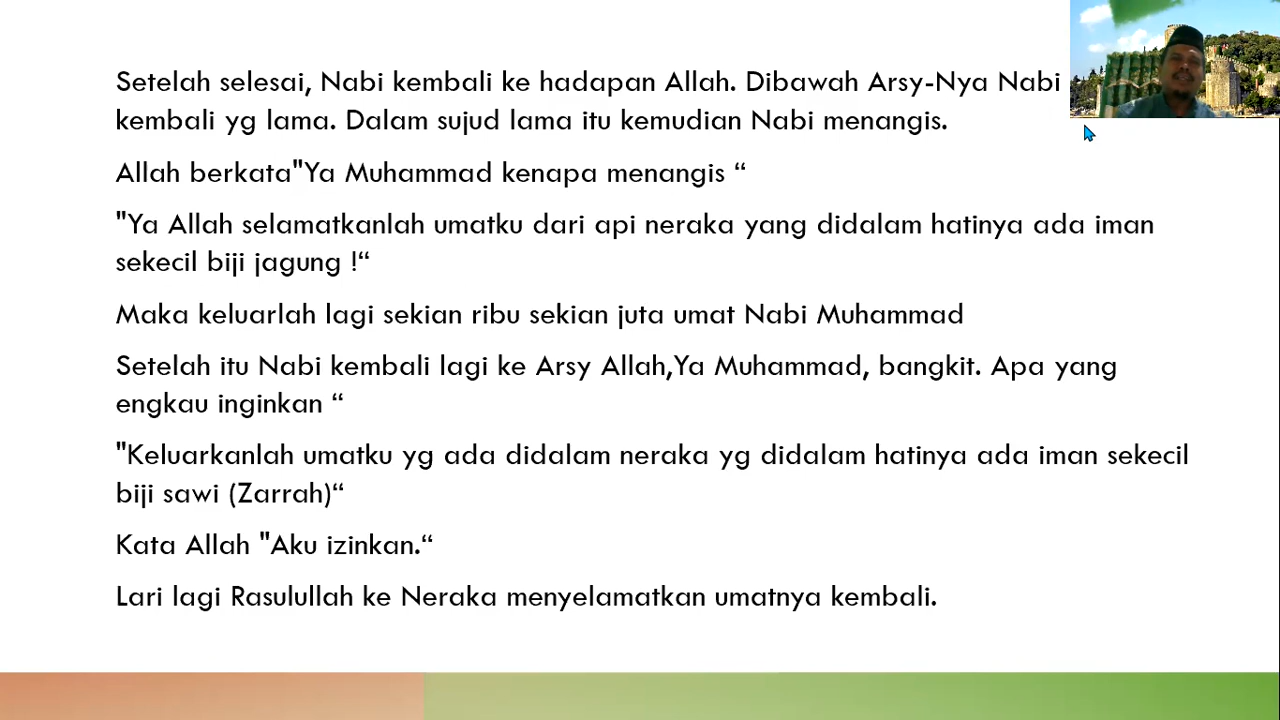 Setelah selesai, Nabi kembali ke hadapan Allah. Dibawah Arsy-Nya Nabi
kembali yg lama. Dalam sujud lama itu kemudian Nabi menangis.
Allah berkata"Ya Muhammad kenapa menangis “
"Ya Allah selamatkanlah umatku dari api neraka yang didalam hatinya ada iman
sekecil biji jagung !“
Maka keluarlah lagi sekian ribu sekian juta umat Nabi Muhammad
Setelah itu Nabi kembali lagi ke Arsy Allah,Ya Muhammad, bangkit. Apa yang
engkau inginkan “
"Keluarkanlah umatku yg ada didalam neraka yg didalam hatinya ada iman sekecil
biji sawi (Zarrah)“
Kata Allah "Aku izinkan.“
Lari lagi Rasulullah ke Neraka menyelamatkan umatnya kembali.